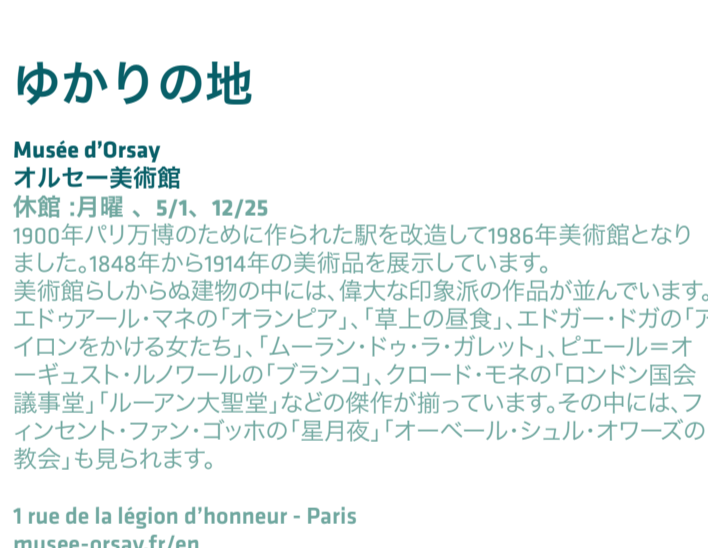 ゆかりの地
Musée d’Orsay
オルセー美術館
休館 :月曜 、5/1、12/25
1900年パリ万博のために作られた駅を改造して1986年美術館となり
ました。1848年から1914年の美術品を展示しています。
美術館らしからぬ建物の中には、偉大な印象派の作品が並んでいます。
エドゥアール・マネの「オランピア」、「草上の昼食」、エドガー・ドガの「ア
イロンをかける女たち」、「ムーラン・ドゥ・ラ・ガレット」、ピエール＝オ
ーギュスト・ルノワールの「ブランコ」、クロード・モネの「ロンドン国会
議事堂」「ルーアン大聖堂」などの傑作が揃っています。その中には、フ
ィンセント・ファン・ゴッホの「星月夜」「オーベール・シュル・オワーズの
教会」も見られます。
1 rue de la légion d’honneur - Paris
musee-orsay.fr/en